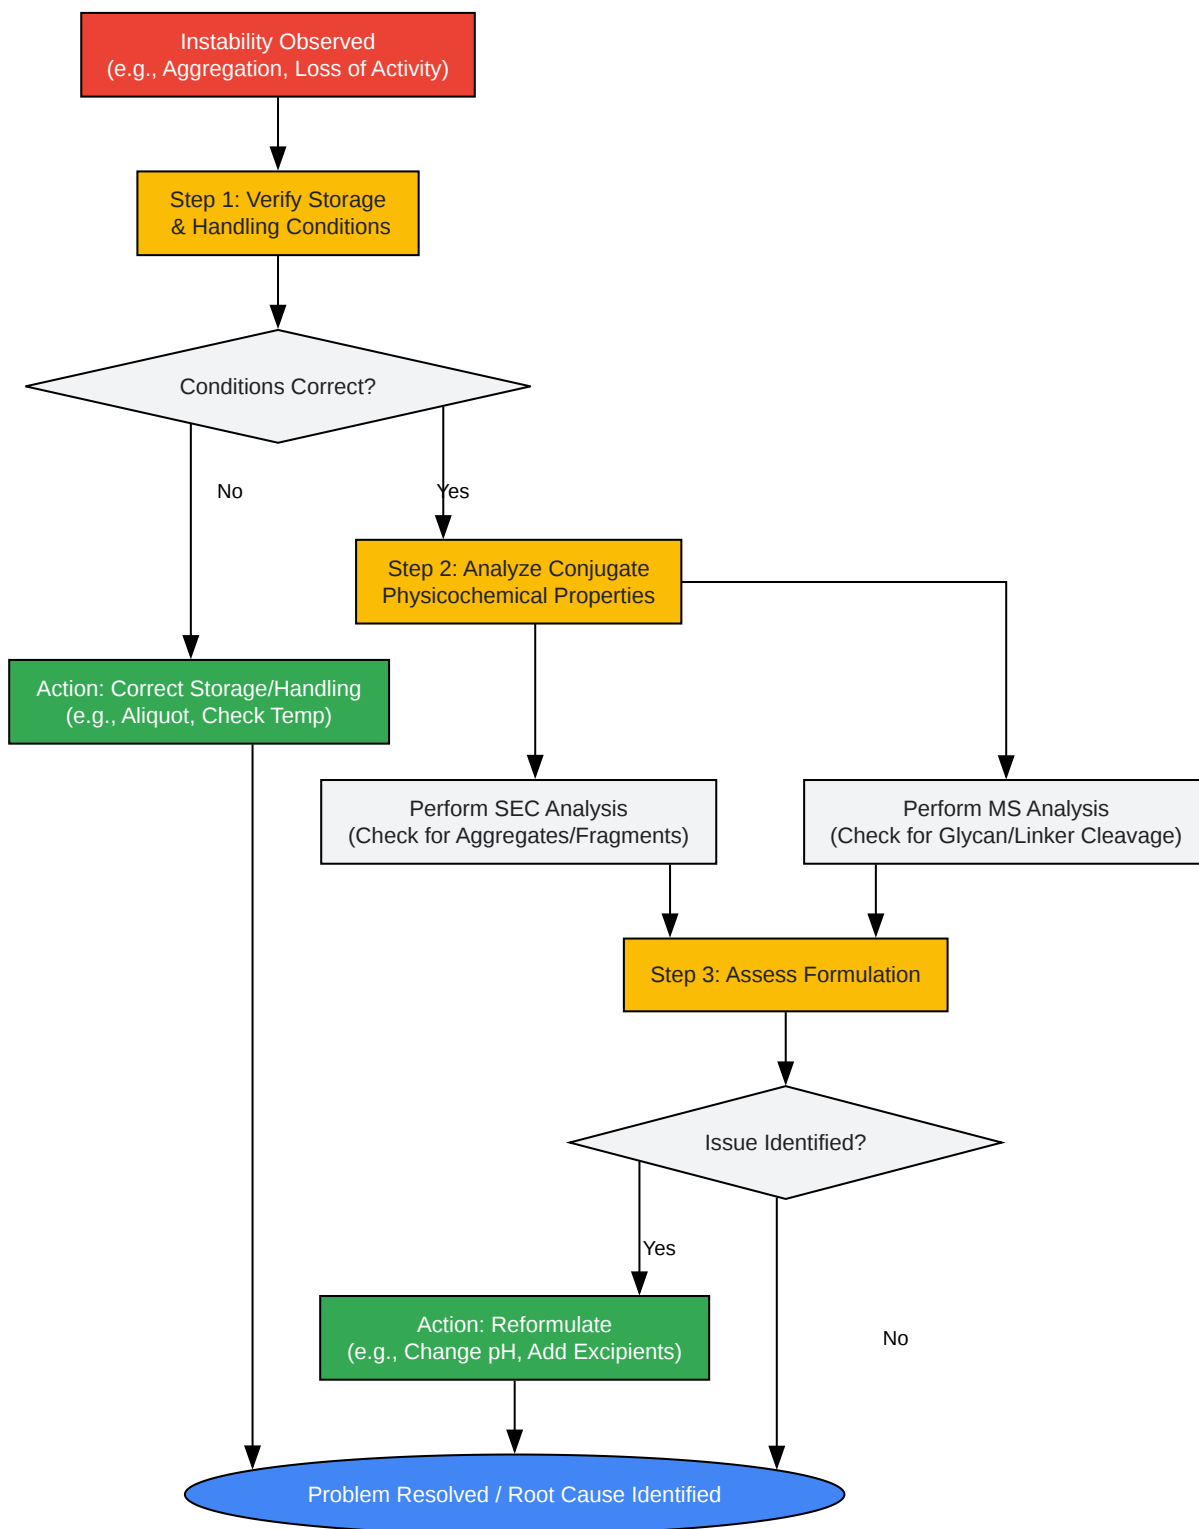 Instability Observed
(e.g., Aggregation, Loss of Activity)
Step 1: Verify Storage
& Handling Conditions
Conditions Correct?
No
Yes
Step 2: Analyze Conjugate
Physicochemical Properties
Action: Correct Storage/Handling
(e.g., Aliquot, Check Temp)
Perform SEC Analysis
(Check for Aggregates/Fragments)
Perform MS Analysis
(Check for Glycan/Linker Cleavage)
Step 3: Assess Formulation
Issue Identified?
Yes
Action: Reformulate
(e.g., Change pH, Add Excipients)
No
Problem Resolved / Root Cause Identified